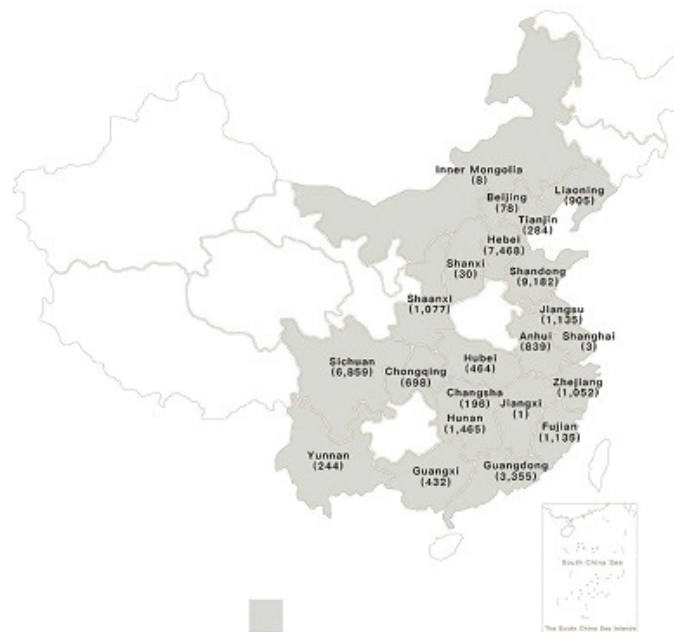 Inner Mongolia
(8)
Beijing
(78)
Liaoning
(905)
Tianjin
(284)
Hebei
(7,468)
Shanxi
(30)
Shandong
(9,182)
Shaanxi
(1,077)
Jiangsu
(1,135)
Anhui
(839)
Shanghai
(3)
Sichuan
(6,859)
Chongqing
(698)
Hubei
(464)
Zhejiang
(1,052)
Changsha
(196)
Jiangxi
(1)
Hunan
(1,465)
Fujian
(1,135)
Yunnan
(244)
Guangxi
(432)
Guangdong
(3,355)
South China Sea
The South China Sea Islands